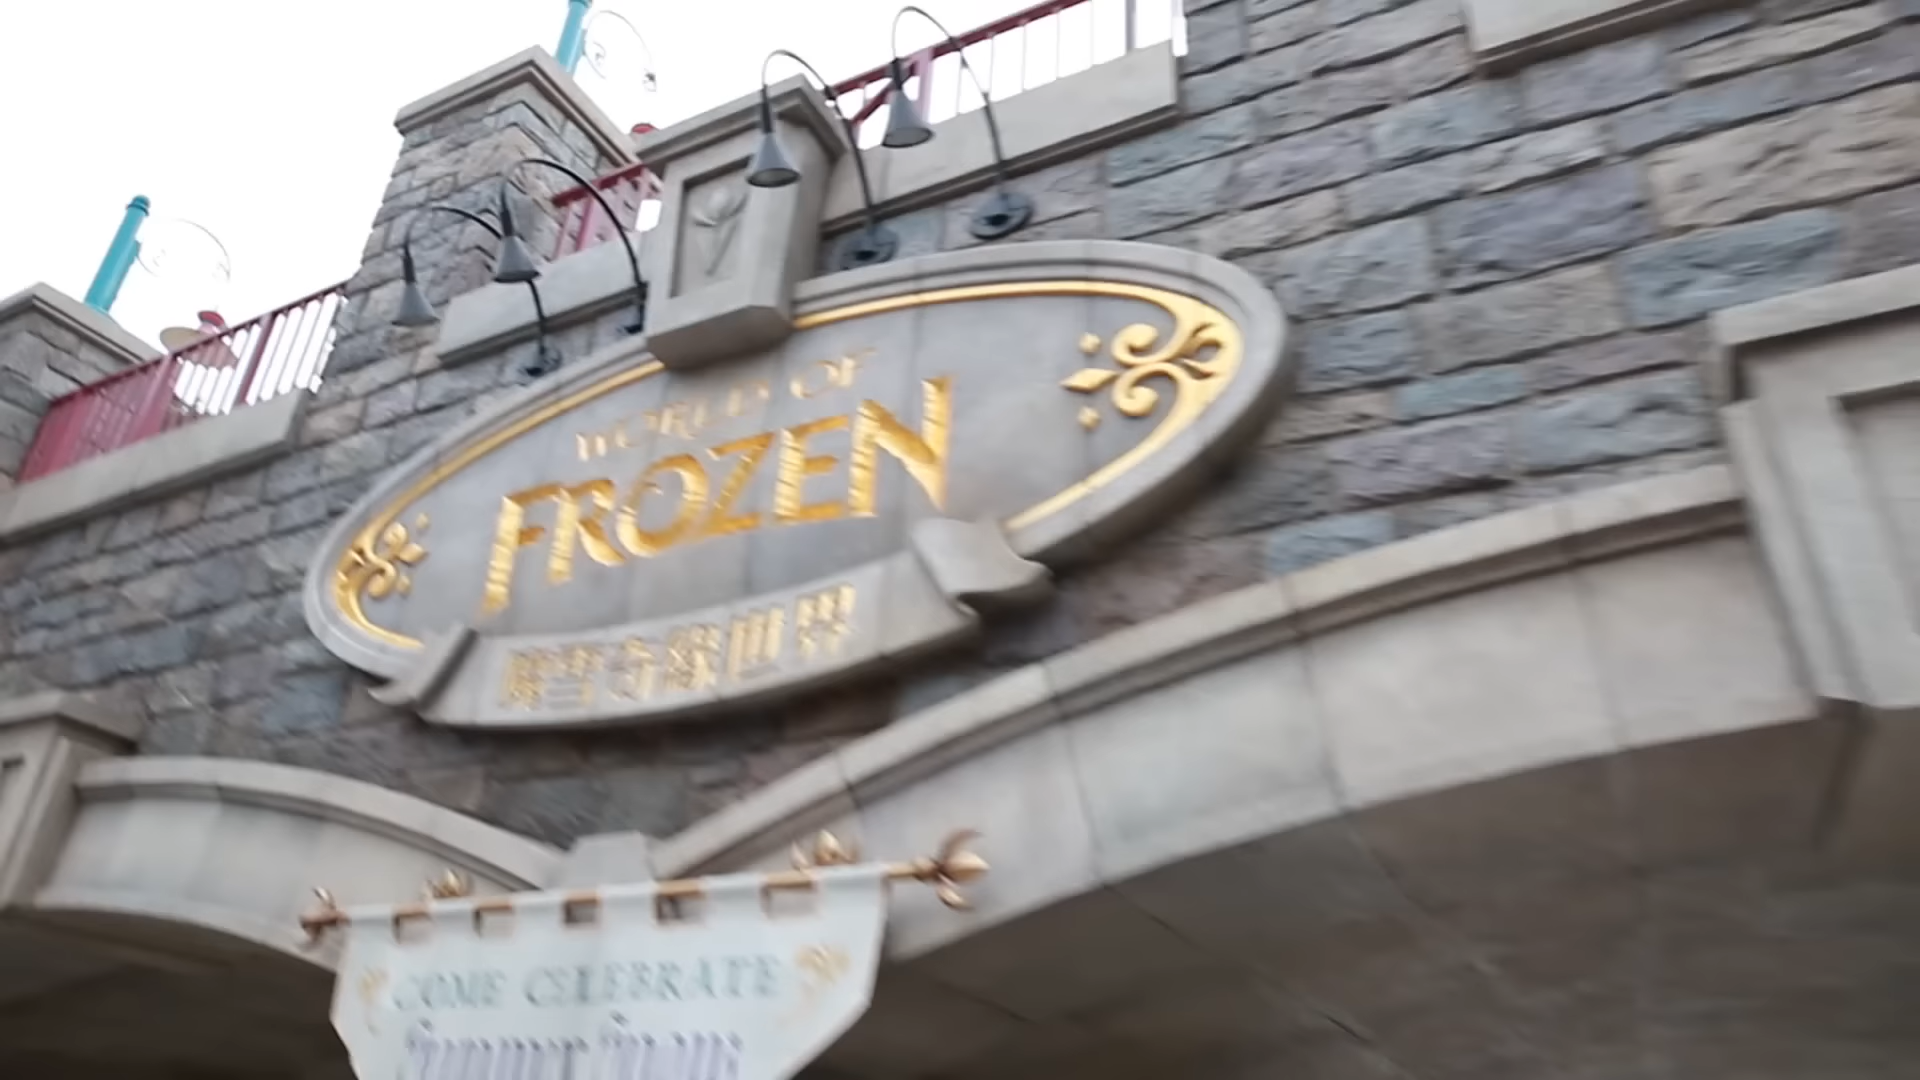 WORLD OF
FROZEN
魔雪奇緣世界
COME CELEBRATE